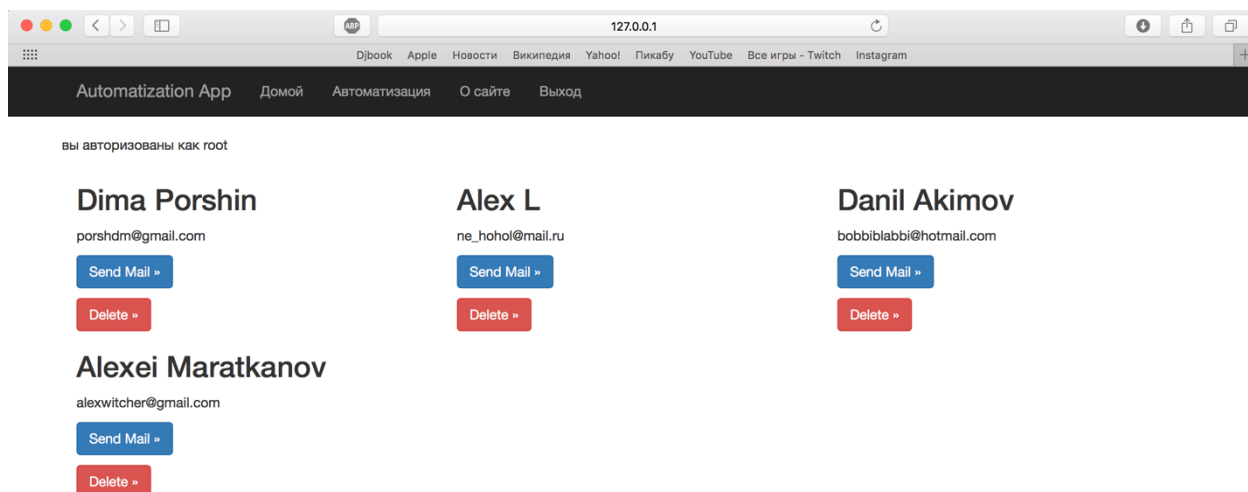 ABP
127.0.0.1
Djbook Apple Новости Википедия Yahoo! Пикабу YouTube Все игры - Twitch Instagram
Automatization App Домой Автоматизация О сайте Выход
вы авторизованы как root
Dima Porshin Alex L Danil Akimov
porshdm@gmail.com ne_hohol@mail.ru bobbiblabbi@hotmail.com
Send Mail » Send Mail » Send Mail »
Delete » Delete » Delete »
Alexei Maratkanov
alexwitcher@gmail.com
Send Mail »
Delete »